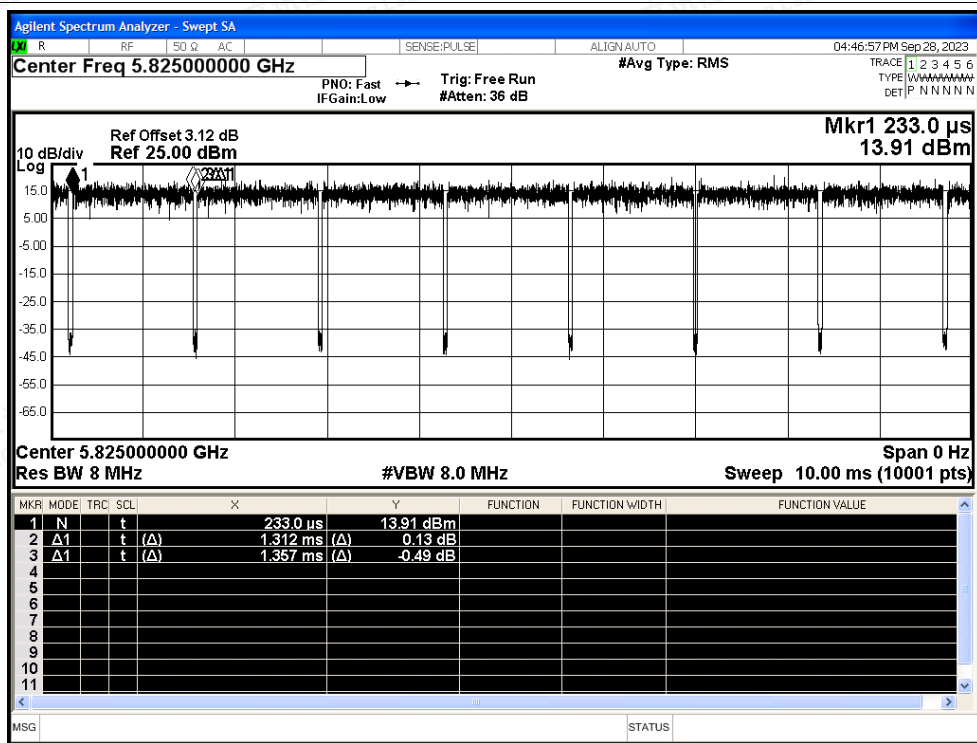 Agilent Spectrum Analyzer - Swept SA
LXI R RF 50 Ω AC SENSE:PULSE ALIGN AUTO 04:46:57 PM Sep 28, 2023
Center Freq 5.825000000 GHz #Avg Type: RMS TRACE 1 2 3 4 5 6
PNO: Fast Trig: Free Run TYPE
IFGain:Low #Atten: 36 dB DET P N N N N N
Mkr1 233.0 µs
Ref Offset 3.12 dB
10 dB/div Ref 25.00 dBm 13.91 dBm
Log
1
15.0
5.00
-5.00
-15.0
-25.0
-35.0
-45.0
-55.0
-65.0
Center 5.825000000 GHz Span 0 Hz
Res BW 8 MHz #VBW 8.0 MHz Sweep 10.00 ms (10001 pts)
MKR MODE TRC SCL X Y FUNCTION FUNCTION WIDTH FUNCTION VALUE
1 N t 233.0 µs 13.91 dBm
2 Δ1 t (Δ) 1.312 ms (Δ) 0.13 dB
3 Δ1 t (Δ) 1.357 ms (Δ) -0.49 dB
4
5
6
7
8
9
10
11
MSG STATUS